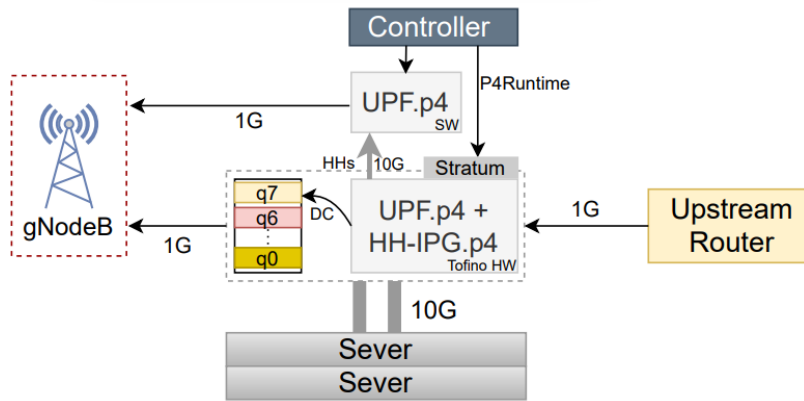 Controller
P4Runtime
UPF.p4
SW
1G
HHs
10G
Stratum
q7
q6
q0
DC
UPF.p4 +
HH-IPG.p4
Tofino HW
1G
Upstream
Router
gNodeB
1G
10G
Sever
Sever